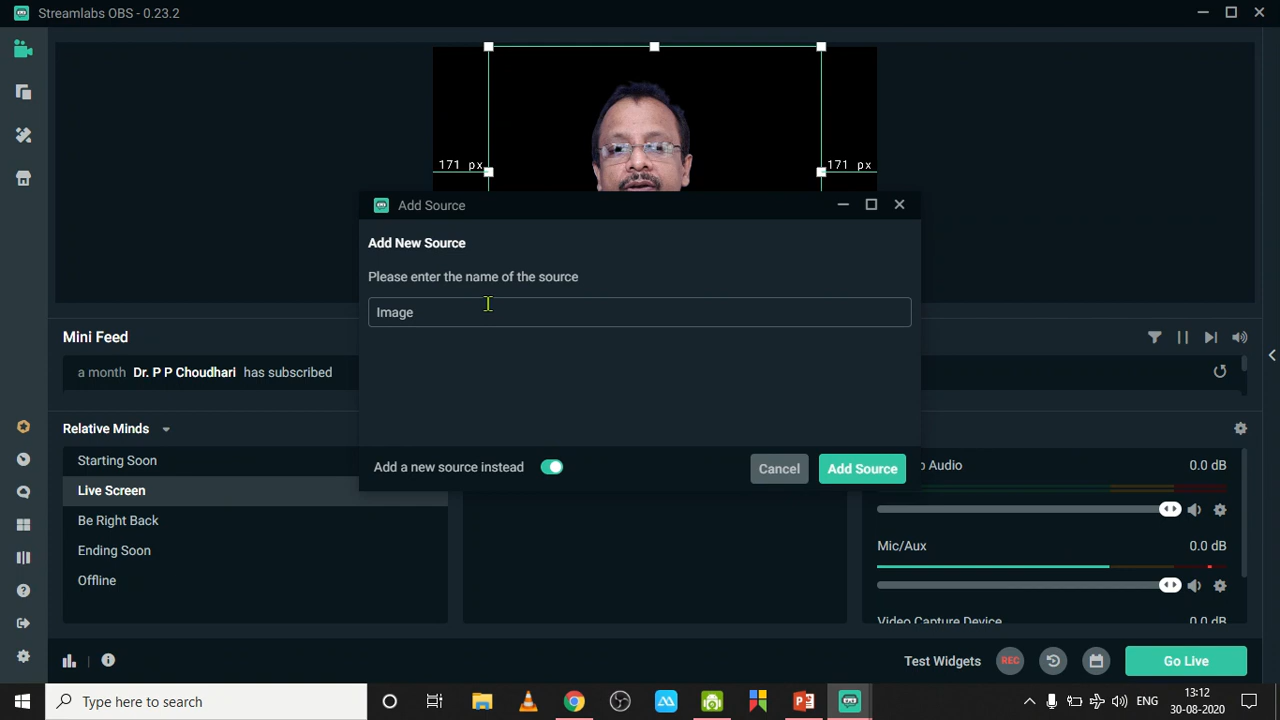 Streamlabs OBS - 0.23.2
171 px
171 px
Add Source
Add New Source
Please enter the name of the source
Image
Mini Feed
a month Dr. P P Choudhari has subscribed
Relative Minds
Starting Soon
Live Screen
Be Right Back
Ending Soon
Offline
Add a new source instead
Cancel
Add Source
Audio 0.0 dB
Mic/Aux 0.0 dB
Video Capture Device 0.0 dB
Test Widgets REC Go Live
Type here to search
ENG
13:12
30-08-2020